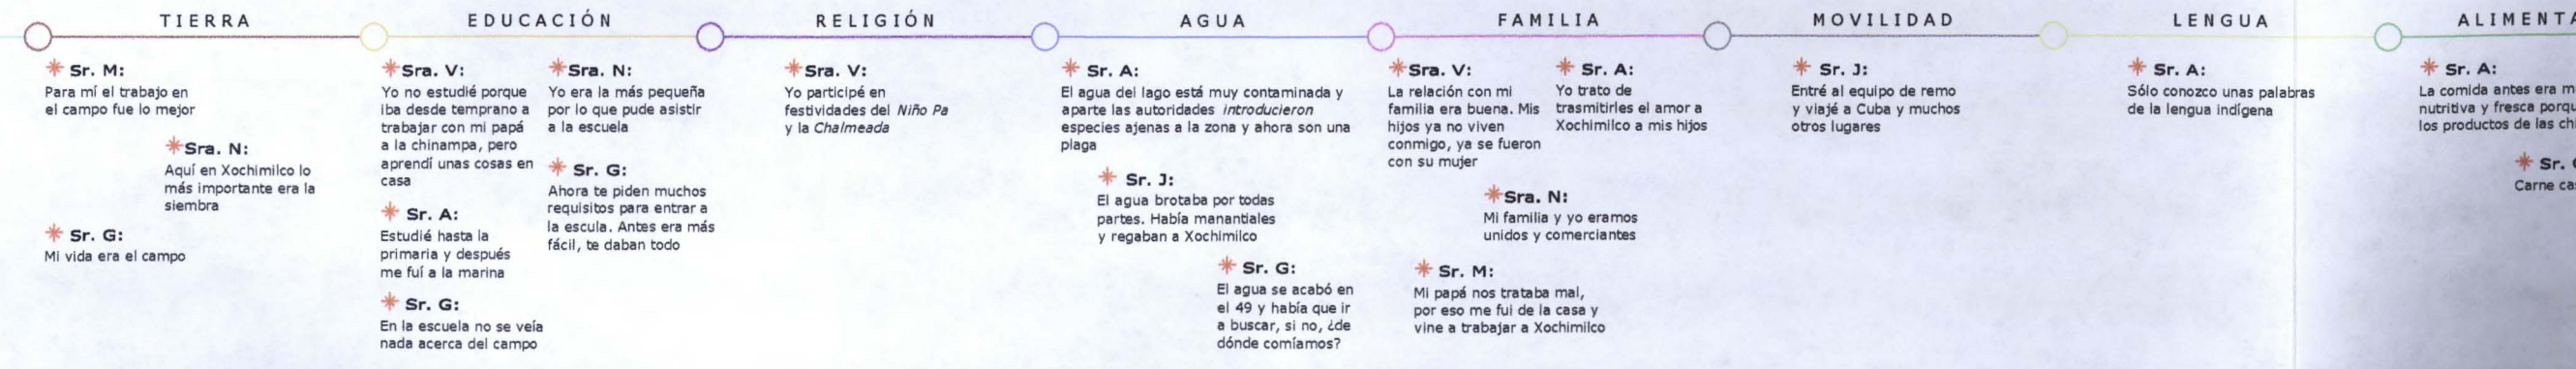 TIERRA
Sr. M:
Para mí el trabajo en
el campo fue lo mejor
Sra. N:
Aquí en Xochimilco lo
más importante era la
siembra
Sr. G:
Mi vida era el campo
EDUCACIÓN
Sra. V:
Yo no estudié porque
iba desde temprano a
trabajar con mi papá
a la chinampa, pero
aprendí unas cosas en
casa
Sr. A:
Estudié hasta la
primaria y después
me fuí a la marina
Sr. G:
En la escuela no se veía
nada acerca del campo
Sra. N:
Yo era la más pequeña
por lo que pude asistir
a la escuela
Sr. G:
Ahora te piden muchos
requisitos para entrar a
la escula. Antes era más
fácil, te daban todo
RELIGIÓN
Sra. V:
Yo participé en
festividades del Niño Pa
y la Chalmeada
AGUA
Sr. A:
El agua del lago está muy contaminada y
aparte las autoridades introducieron
especies ajenas a la zona y ahora son una
plaga
Sr. J:
El agua brotaba por todas
partes. Había manantiales
y regaban a Xochimilco
Sr. G:
El agua se acabó en
el 49 y había que ir
a buscar, si no, ¿de
dónde comíamos?
FAMILIA
Sra. V:
La relación con mi
familia era buena. Mis
hijos ya no viven
conmigo, ya se fueron
con su mujer
Sr. A:
Yo trato de
trasmitirles el amor a
Xochimilco a mis hijos
Sra. N:
Mi familia y yo eramos
unidos y comerciantes
Sr. M:
Mi papá nos trataba mal,
por eso me fui de la casa y
vine a trabajar a Xochimilco
MOVILIDAD
Sr. J:
Entré al equipo de remo
y viajé a Cuba y muchos
otros lugares
LENGUA
Sr. A:
Sólo conozco unas palabras
de la lengua indígena
Sr. A:
La comida antes era
nutritiva y fresca
los productos de las
Sr.
Carne